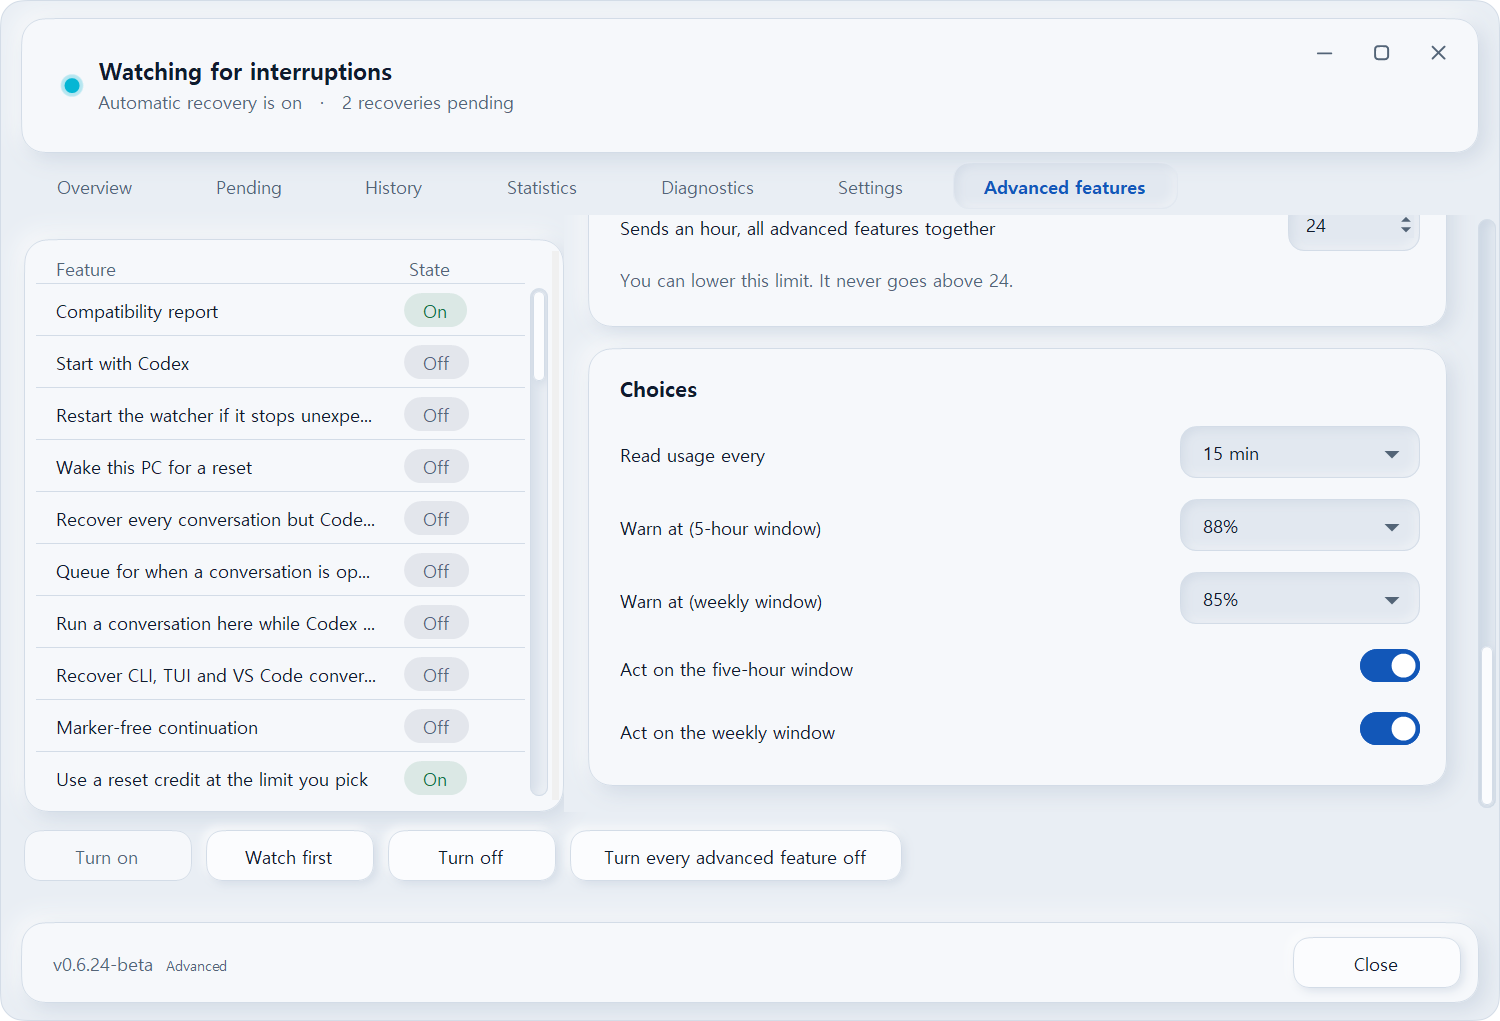 Watching for interruptions
Automatic recovery is on · 2 recoveries pending
Overview
Pending
History
Statistics
Diagnostics
Settings
Advanced features
Feature State
Compatibility report On
Start with Codex Off
Restart the watcher if it stops unexpe... Off
Wake this PC for a reset Off
Recover every conversation but Code... Off
Queue for when a conversation is op... Off
Run a conversation here while Codex ... Off
Recover CLI, TUI and VS Code conver... Off
Marker-free continuation Off
Use a reset credit at the limit you pick On
Sends an hour, all advanced features together 24
You can lower this limit. It never goes above 24.
Choices
Read usage every 15 min
Warn at (5-hour window) 88%
Warn at (weekly window) 85%
Act on the five-hour window
Act on the weekly window
Turn on
Watch first
Turn off
Turn every advanced feature off
v0.6.24-beta Advanced
Close